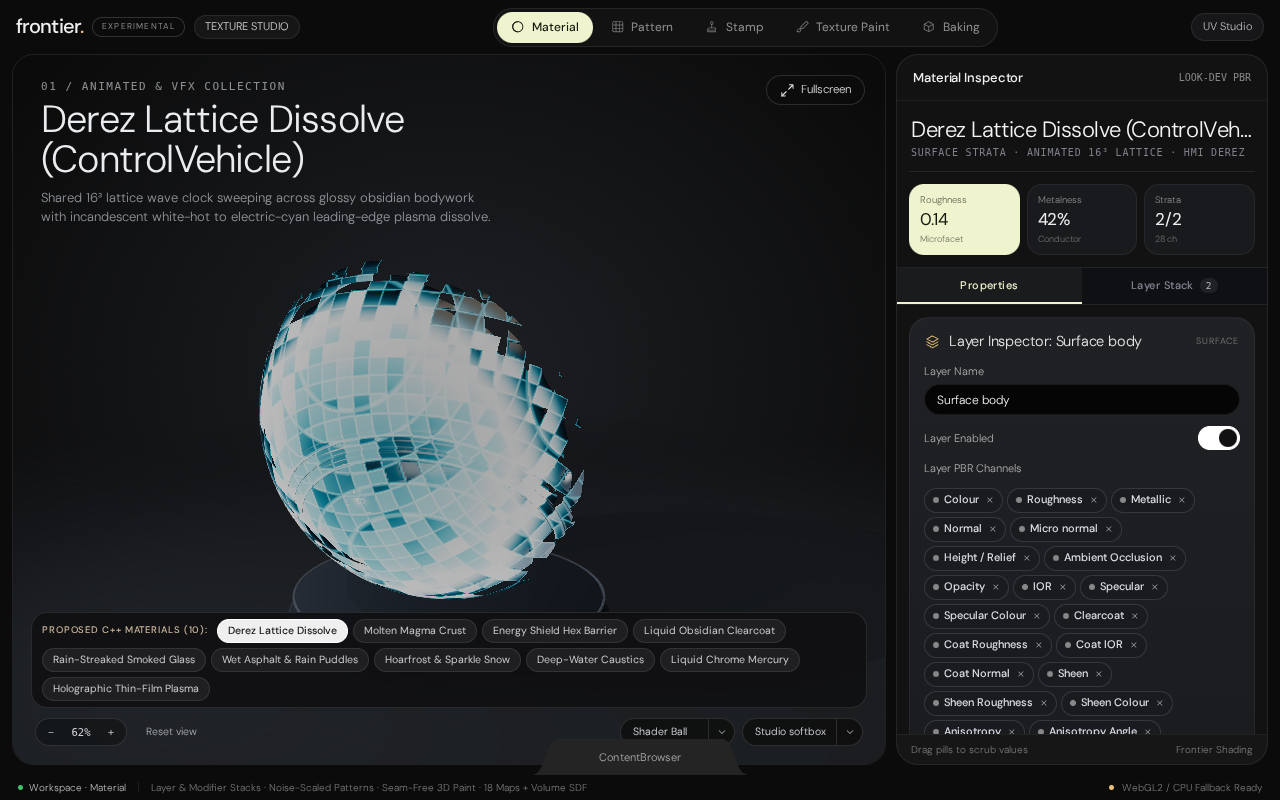 frontier. EXPERIMENTAL TEXTURE STUDIO
Material Pattern Stamp Texture Paint Baking
UV Studio
01 / ANIMATED & VFX COLLECTION
Fullscreen
Derez Lattice Dissolve
(ControlVehicle)
Shared 16³ lattice wave clock sweeping across glossy obsidian bodywork
with incandescent white-hot to electric-cyan leading-edge plasma dissolve.
PROPOSED C++ MATERIALS (10): Derez Lattice Dissolve Molten Magma Crust Energy Shield Hex Barrier Liquid Obsidian Clearcoat
Rain-Streaked Smoked Glass Wet Asphalt & Rain Puddles Hoarfrost & Sparkle Snow Deep-Water Caustics Liquid Chrome Mercury
Holographic Thin-Film Plasma
− 62% + Reset view Shader Ball Studio softbox
ContentBrowser
Material Inspector LOOK-DEV PBR
Derez Lattice Dissolve (ControlVeh...
SURFACE STRATA · ANIMATED 16³ LATTICE · HMI DEREZ
Roughness Metalness Strata
0.14 42% 2/2
Microfacet Conductor 28 ch
Properties Layer Stack 2
Layer Inspector: Surface body SURFACE
Layer Name
Surface body
Layer Enabled
Layer PBR Channels
Colour × Roughness × Metallic ×
Normal × Micro normal ×
Height / Relief × Ambient Occlusion ×
Opacity × IOR × Specular ×
Specular Colour × Clearcoat ×
Coat Roughness × Coat IOR ×
Coat Normal × Sheen ×
Sheen Roughness × Sheen Colour ×
Anisotropy × Anisotropy Angle ×
Drag pills to scrub values Frontier Shading
Workspace · Material Layer & Modifier Stacks · Noise-Scaled Patterns · Seam-Free 3D Paint · 18 Maps + Volume SDF
WebGL2 / CPU Fallback Ready